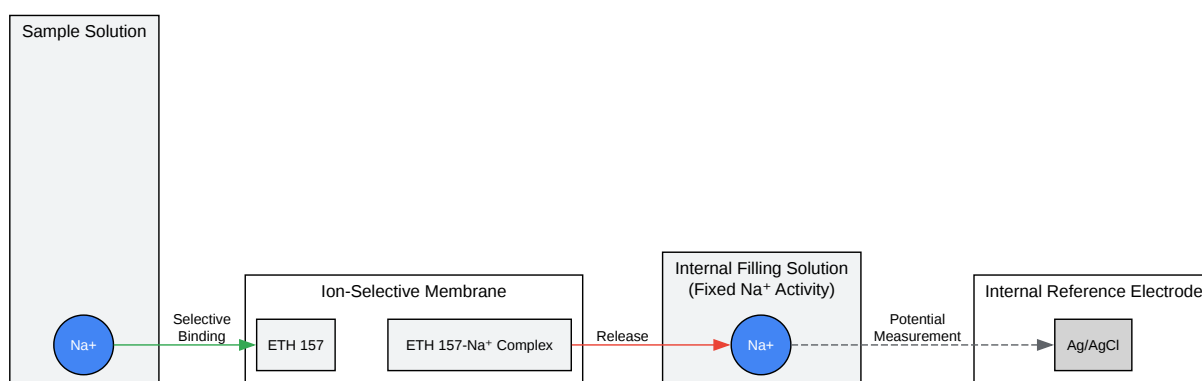 Sample Solution
Na+
Selective
Binding
Ion-Selective Membrane
ETH 157
ETH 157-Na⁺ Complex
Release
Internal Filling Solution
(Fixed Na⁺ Activity)
Na+
Potential
Measurement
Internal Reference Electrode
Ag/AgCl